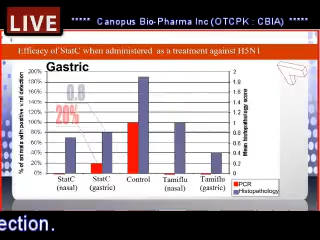 LIVE
***** Canopus Bio-Pharma Inc (OTCPK : CBIA) *****
Efficacy of StatC when administered as a treatment against H5N1
Gastric
% of animals with positive viral detection
200%
180%
160%
140%
120%
100%
80%
60%
40%
20%
0%
0.8
20%
2
1.8
1.6
1.4
1.2
1
0.8
0.6
0.4
0.2
0
Mean histopathology score
StatC (nasal)
StatC (gastric)
Control
Tamiflu (nasal)
Tamiflu (gastric)
PCR
Histopathology
ection.